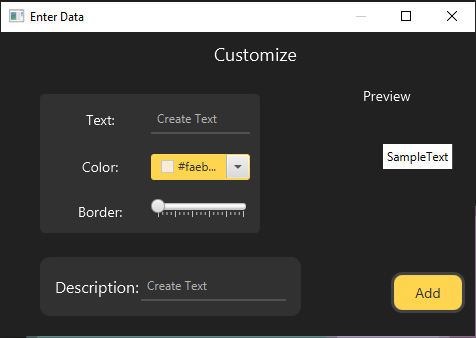 Enter Data
Customize
Preview
Text: Create Text
SampleText
Color: #faeb...
Border:
Description: Create Text
Add